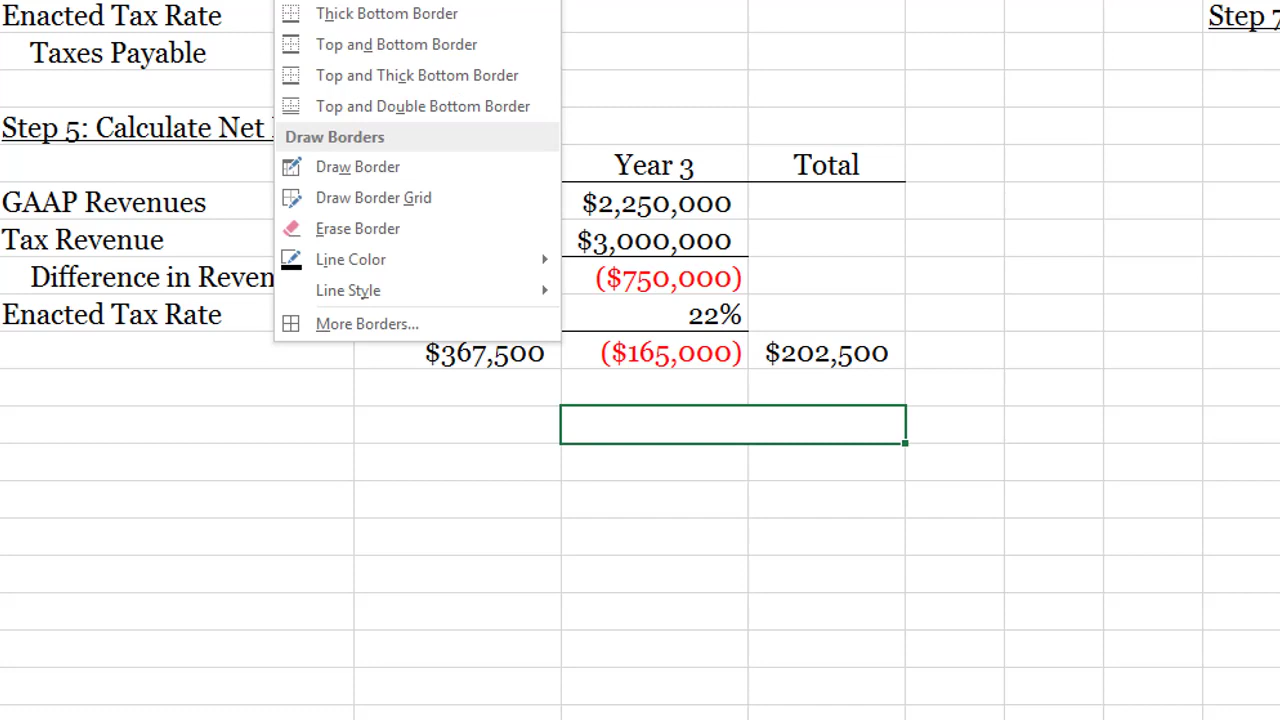 Enacted Tax Rate
Thick Bottom Border
Step 7
Taxes Payable
Top and Bottom Border
Top and Thick Bottom Border
Top and Double Bottom Border
Step 5: Calculate Net
Draw Borders
Draw Border
Year 3
Total
GAAP Revenues
Draw Border Grid
$2,250,000
Tax Revenue
Erase Border
$3,000,000
Difference in Reven
Line Color
($750,000)
Line Style
Enacted Tax Rate
More Borders...
22%
$367,500
($165,000)
$202,500